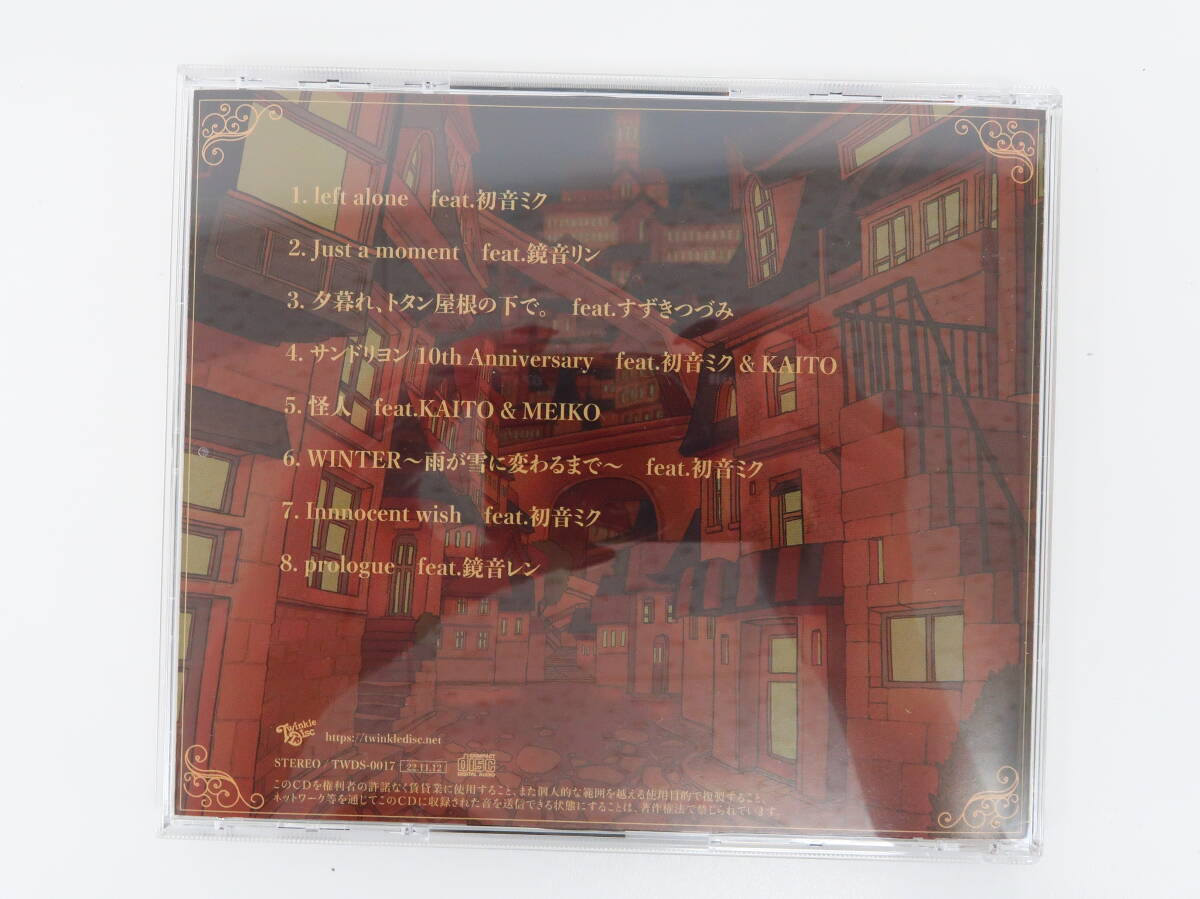 1. left alone feat.初音ミク
2. Just a moment feat.鏡音リン
3. 夕暮れ、トタン屋根の下で。 feat.すずきつづみ
4. サンドリヨン 10th Anniversary feat.初音ミク & KAITO
5. 怪人 feat.KAITO & MEIKO
6. WINTER～雨が雪に変わるまで～ feat.初音ミク
7. Innnocent wish feat.初音ミク
8. prologue feat.鏡音レン
Twinkle Disc https://twinkledisc.net
STEREO / TWDS-0017 22.11.12 COMPACT disc DIGITAL AUDIO
このCDを権利者の許諾なく賃貸業に使用すること、また個人的な範囲を越える使用目的で複製すること、
ネットワーク等を通じてこのCDに収録された音を送信できる状態にすることは、著作権法で禁じられています。